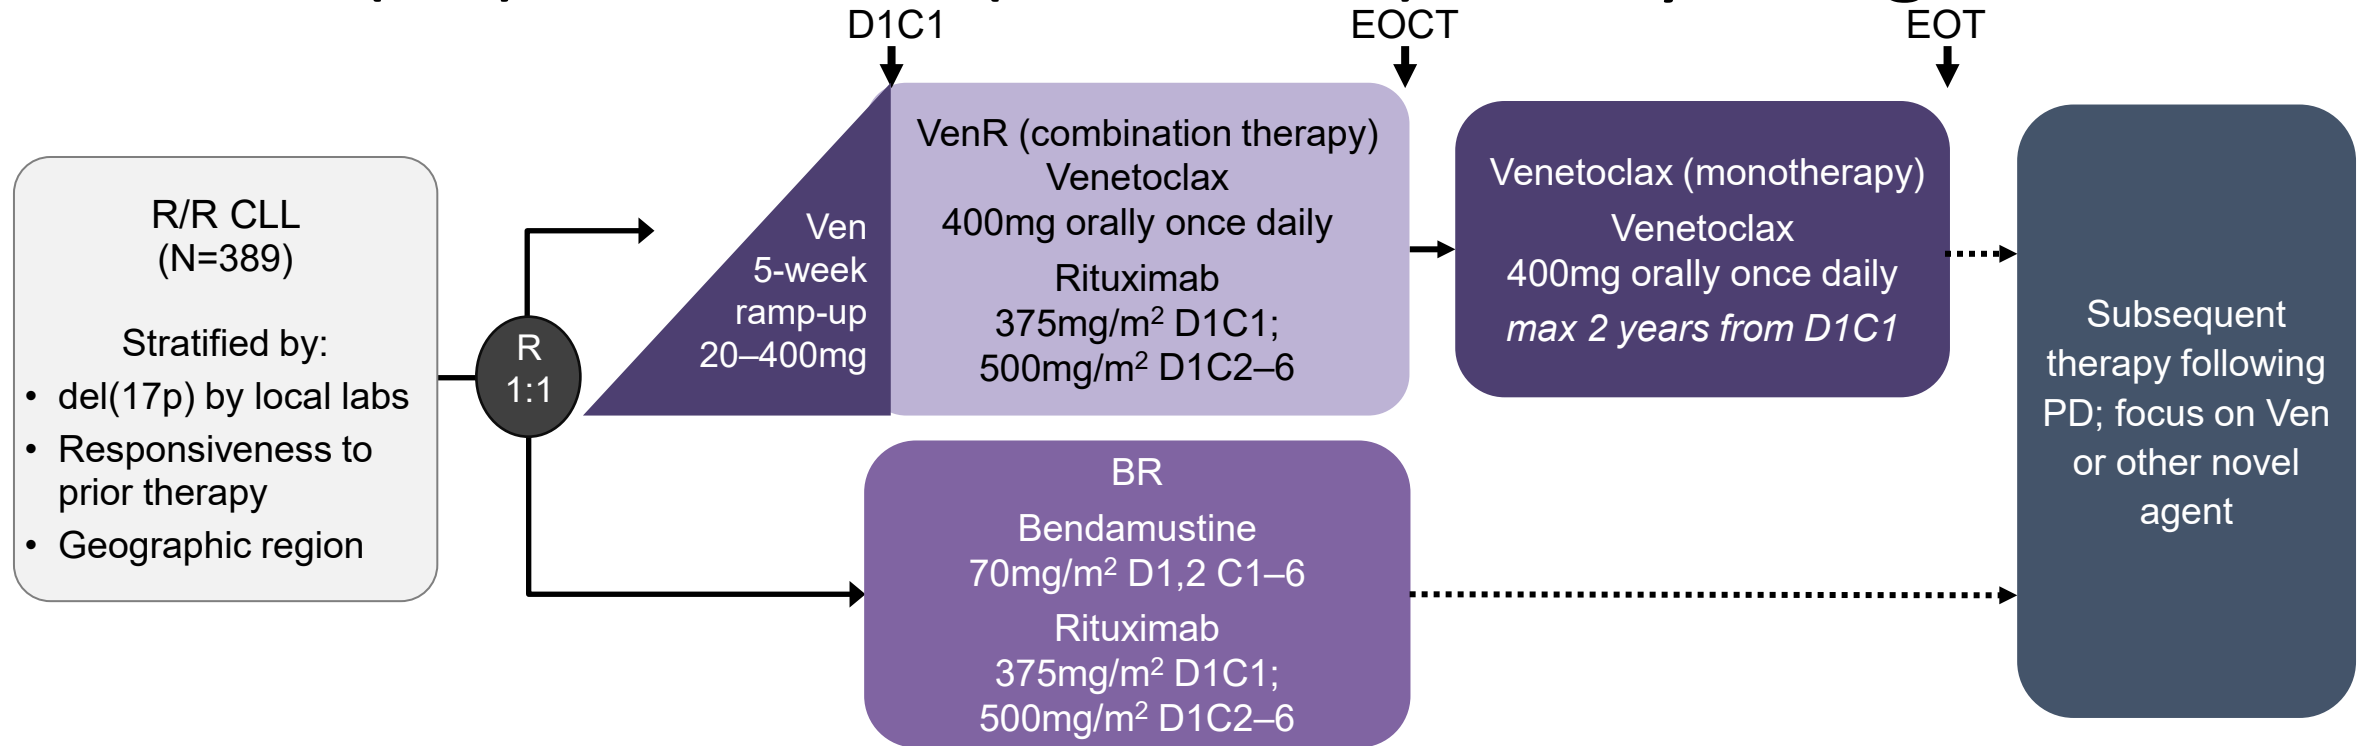 D1C1
EOCT
EOT
R/R CLL
(N=389)
Stratified by:
• del(17p) by local labs
• Responsiveness to
prior therapy
• Geographic region
R
1:1
Ven
5-week
ramp-up
20–400mg
VenR (combination therapy)
Venetoclax
400mg orally once daily
Rituximab
375mg/m² D1C1;
500mg/m² D1C2–6
Venetoclax (monotherapy)
Venetoclax
400mg orally once daily
max 2 years from D1C1
BR
Bendamustine
70mg/m² D1,2 C1–6
Rituximab
375mg/m² D1C1;
500mg/m² D1C2–6
Subsequent
therapy following
PD; focus on Ven
or other novel
agent